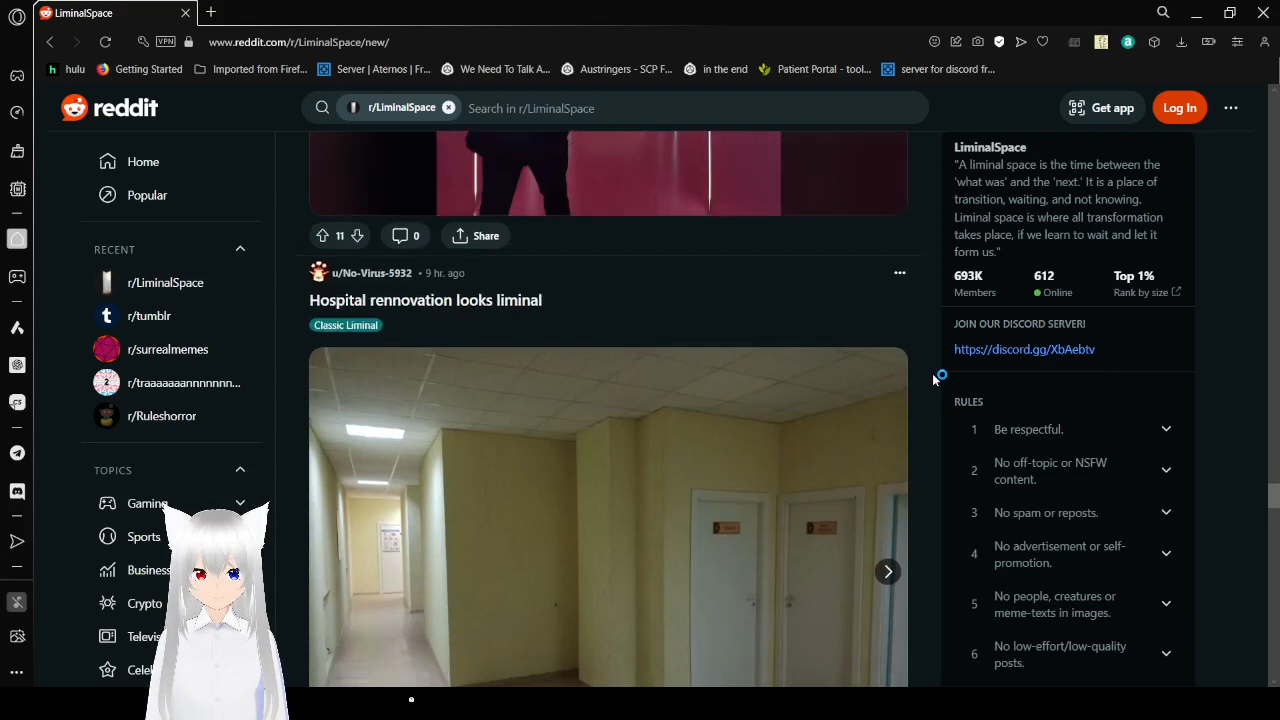 LiminalSpace
www.reddit.com/r/LiminalSpace/new/
VPN
hulu
Getting Started
Imported from Firef...
Server | Aternos | Fr...
We Need To Talk A...
Austringers - SCP F...
in the end
Patient Portal - tool...
server for discord fr...
reddit
r/LiminalSpace
Search in r/LiminalSpace
Get app
Log In
Home
Popular
RECENT
r/LiminalSpace
r/tumblr
r/surrealmemes
r/traaaaaaannnnnnn...
r/Ruleshorror
TOPICS
Gaming
Sports
Business
Crypto
Televis
Celeb
11
0
Share
u/No-Virus-5932 • 9 hr. ago
Hospital rennovation looks liminal
Classic Liminal
LiminalSpace
"A liminal space is the time between the
'what was' and the 'next.' It is a place of
transition, waiting, and not knowing.
Liminal space is where all transformation
takes place, if we learn to wait and let it
form us."
693K
Members
612
Online
Top 1%
Rank by size
JOIN OUR DISCORD SERVER!
https://discord.gg/XbAebtv
RULES
1 Be respectful.
2 No off-topic or NSFW
content.
3 No spam or reposts.
4 No advertisement or self-
promotion.
5 No people, creatures or
meme-texts in images.
6 No low-effort/low-quality
posts.